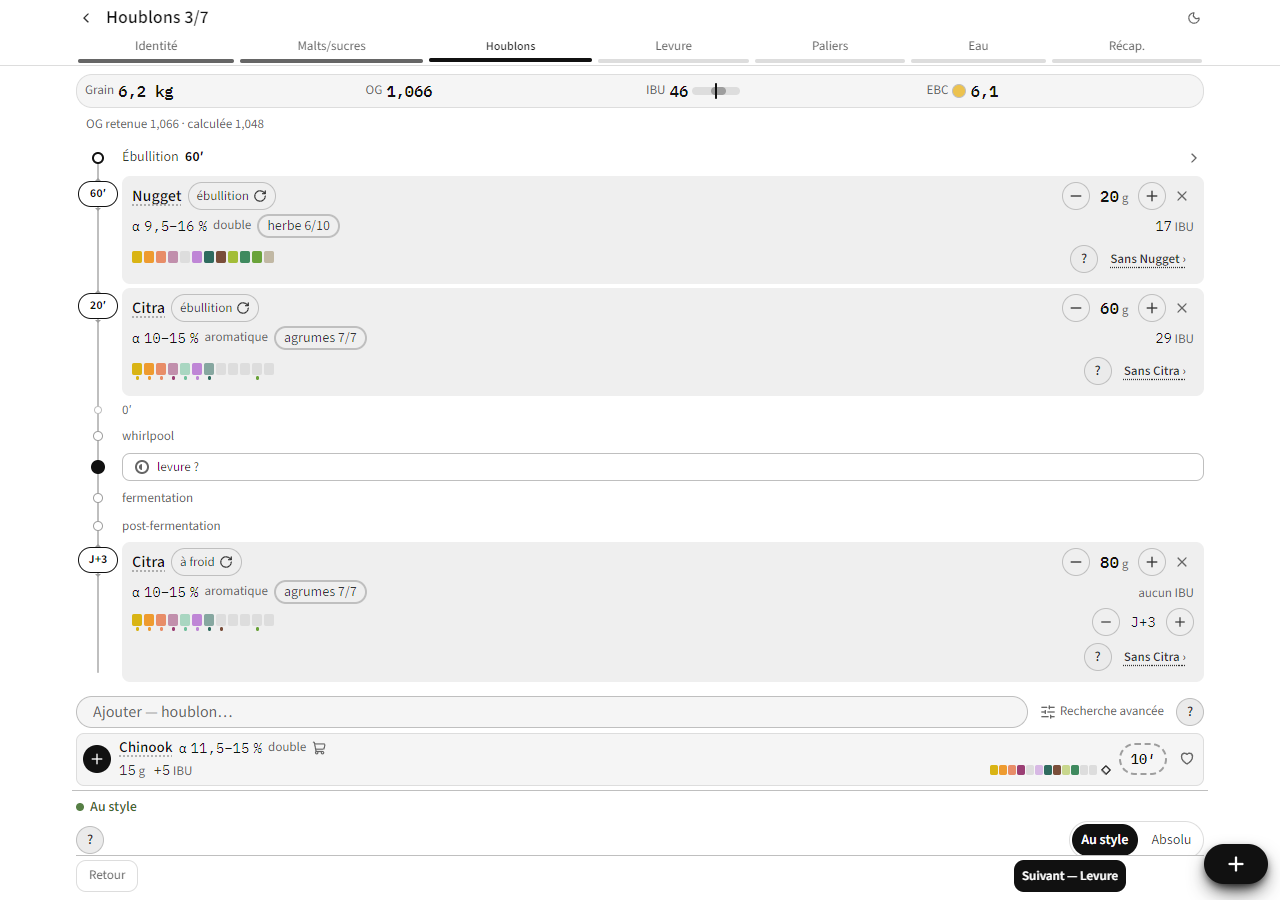 Houblons 3/7
Identité Malts/sucres Houblons Levure Paliers Eau Récap.
Grain 6,2 kg OG 1,066 IBU 46 EBC 6,1
OG retenue 1,066 · calculée 1,048
Ébullition 60′
60′ Nugget ébullition − 20 g + ×
α 9,5–16 % double herbe 6/10 17 IBU
? Sans Nugget ›
20′ Citra ébullition − 60 g + ×
α 10–15 % aromatique agrumes 7/7 29 IBU
? Sans Citra ›
0′
whirlpool
levure ?
fermentation
post-fermentation
J+3 Citra à froid − 80 g + ×
α 10–15 % aromatique agrumes 7/7 aucun IBU
− J+3 +
? Sans Citra ›
Ajouter — houblon… Recherche avancée ?
+ Chinook α 11,5–15 % double
15 g +5 IBU 10′
Au style
? Au style Absolu
Retour Suivant — Levure +